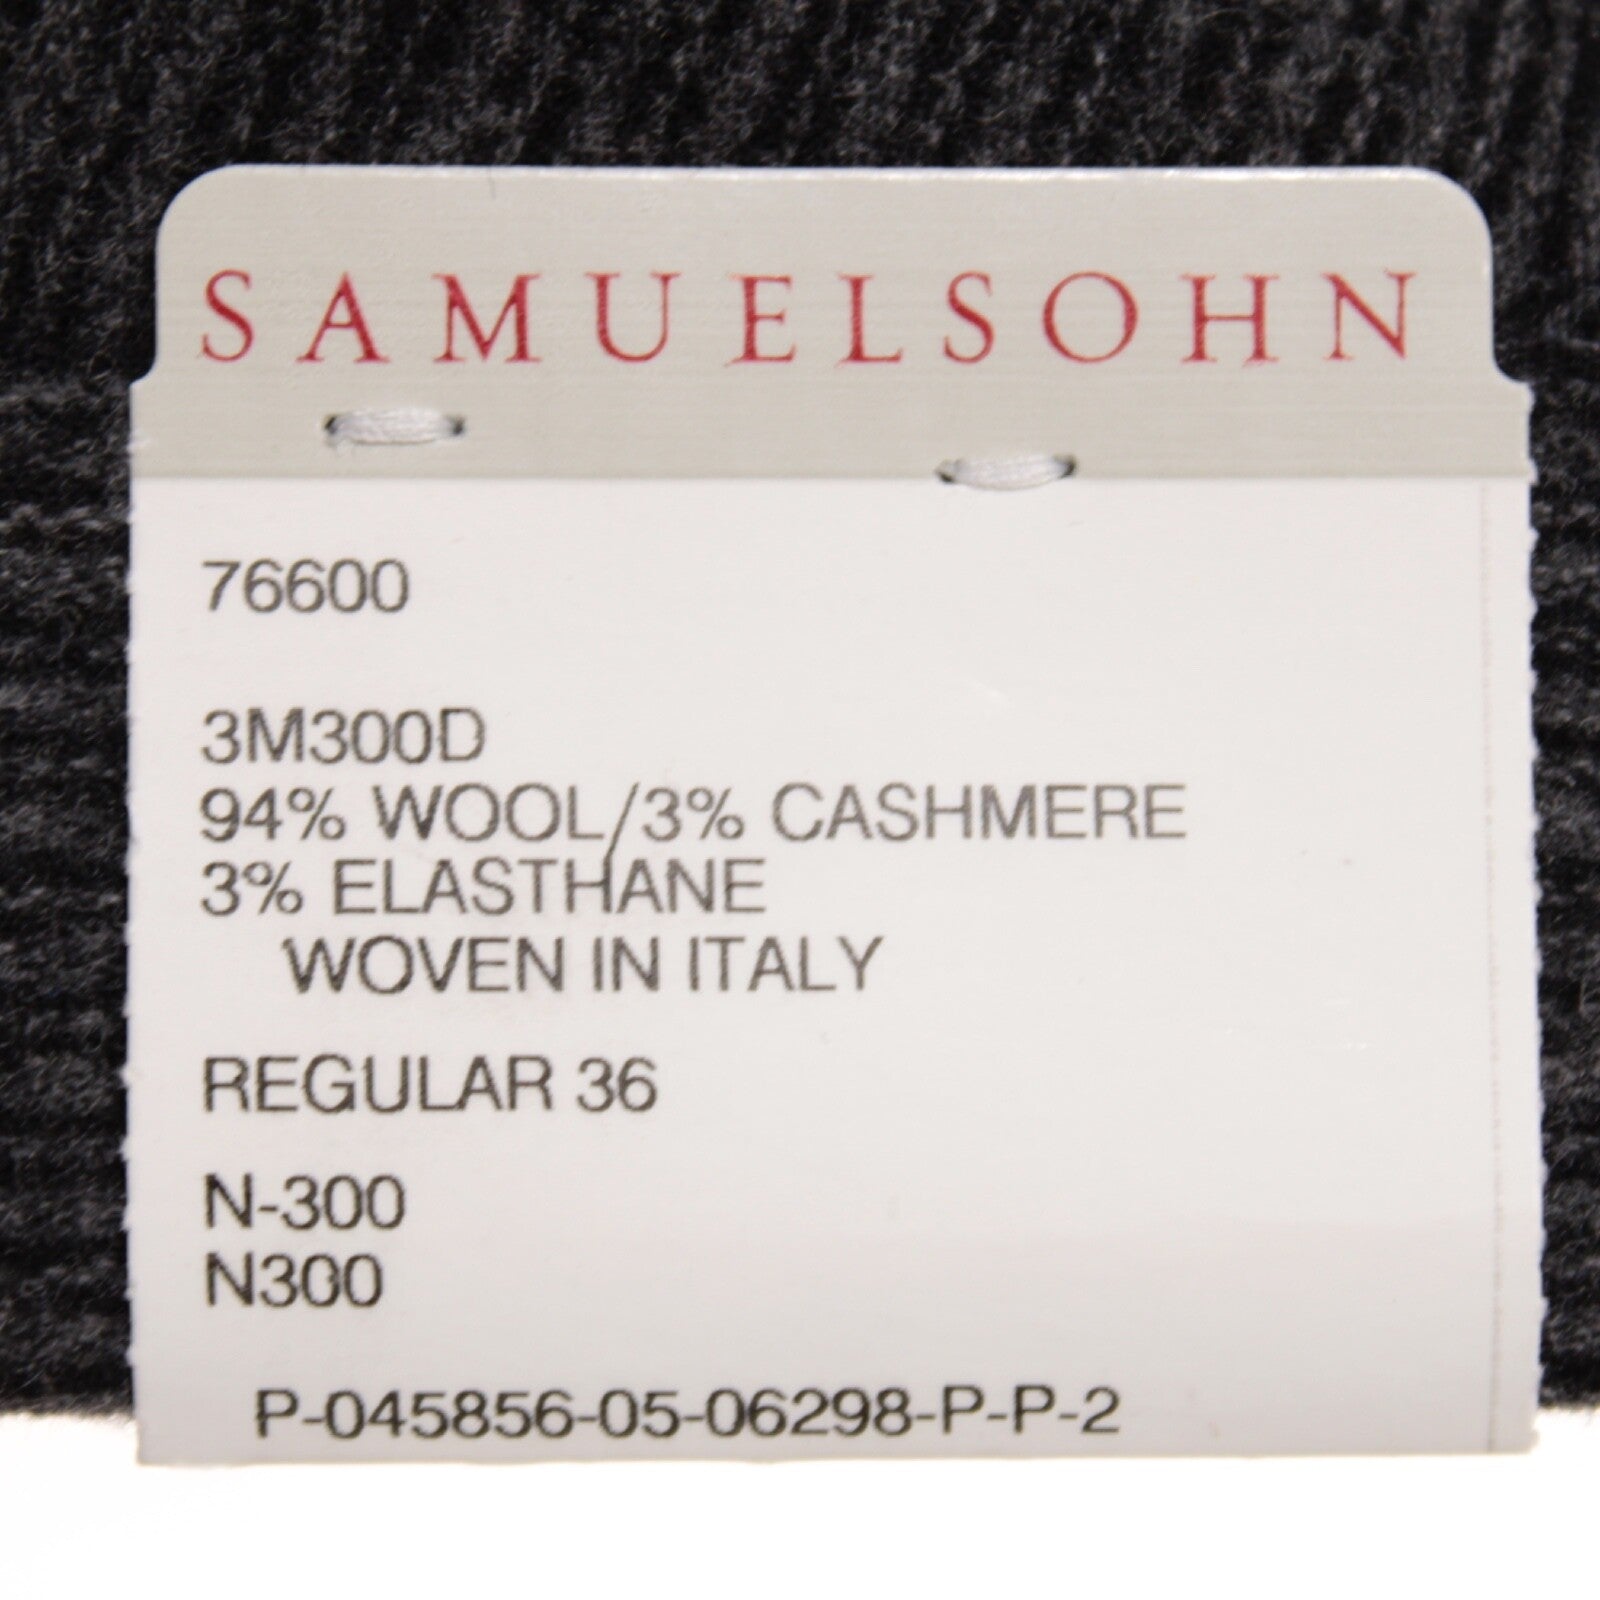 SAMUELSOHN
76600
3M300D
94% WOOL/3% CASHMERE
3% ELASTHANE
WOVEN IN ITALY
REGULAR 36
N-300
N300
P-045856-05-06298-P-P-2